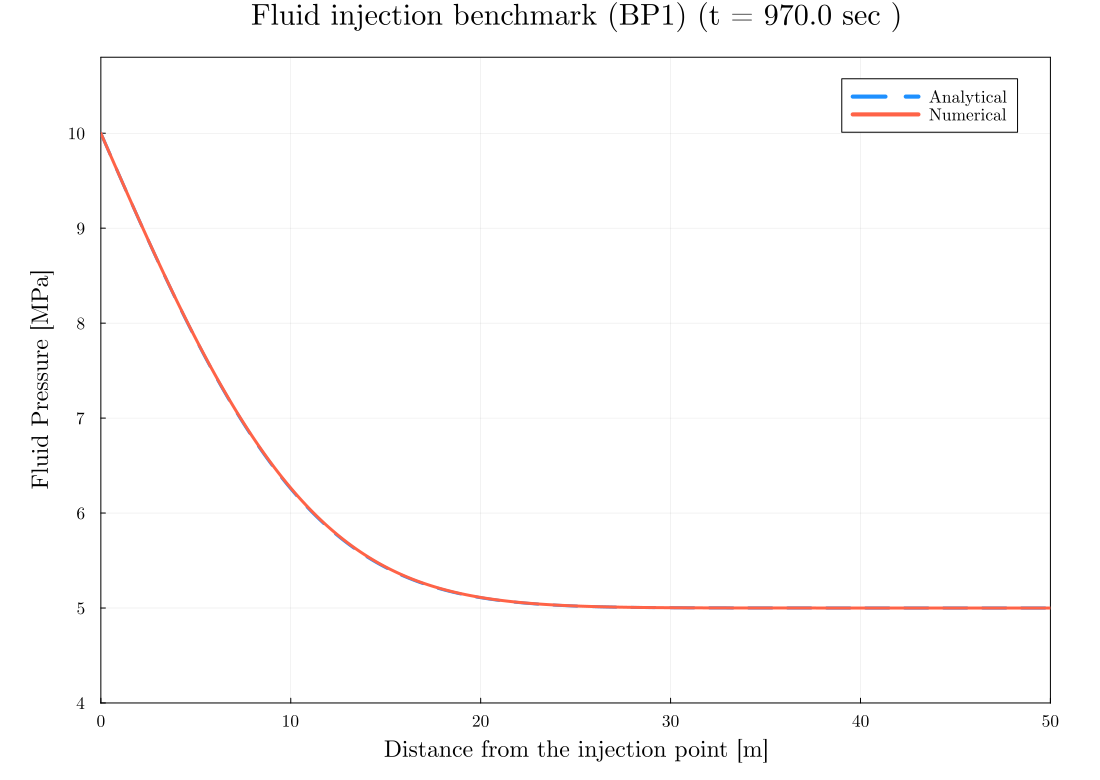 Fluid injection benchmark (BP1) (t = 970.0 sec )
Analytical
Numerical
Fluid Pressure [MPa]
10
9
8
7
6
5
4
0 10 20 30 40 50
Distance from the injection point [m]